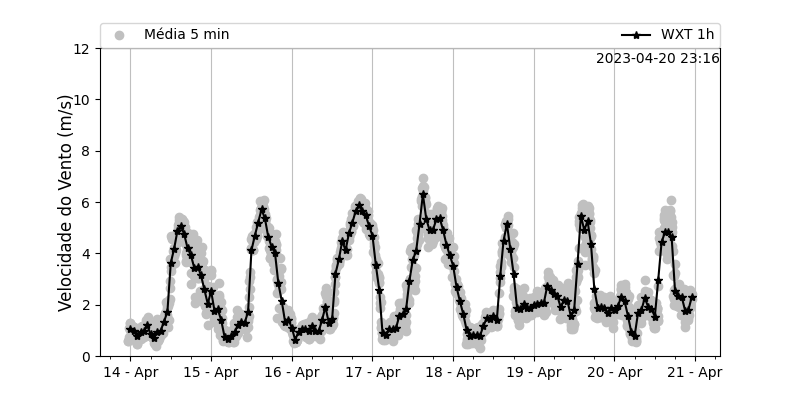 Média 5 min
WXT 1h
2023-04-20 23:16
Velocidade do Vento (m/s)
12
10
8
6
4
2
0
14 - Apr
15 - Apr
16 - Apr
17 - Apr
18 - Apr
19 - Apr
20 - Apr
21 - Apr